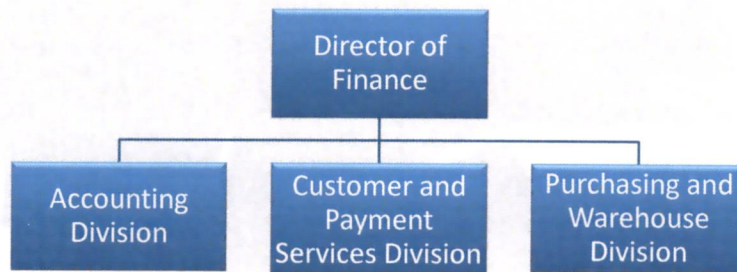 Director of
Finance
Accounting
Division
Customer and
Payment
Services Division
Purchasing and
Warehouse
Division